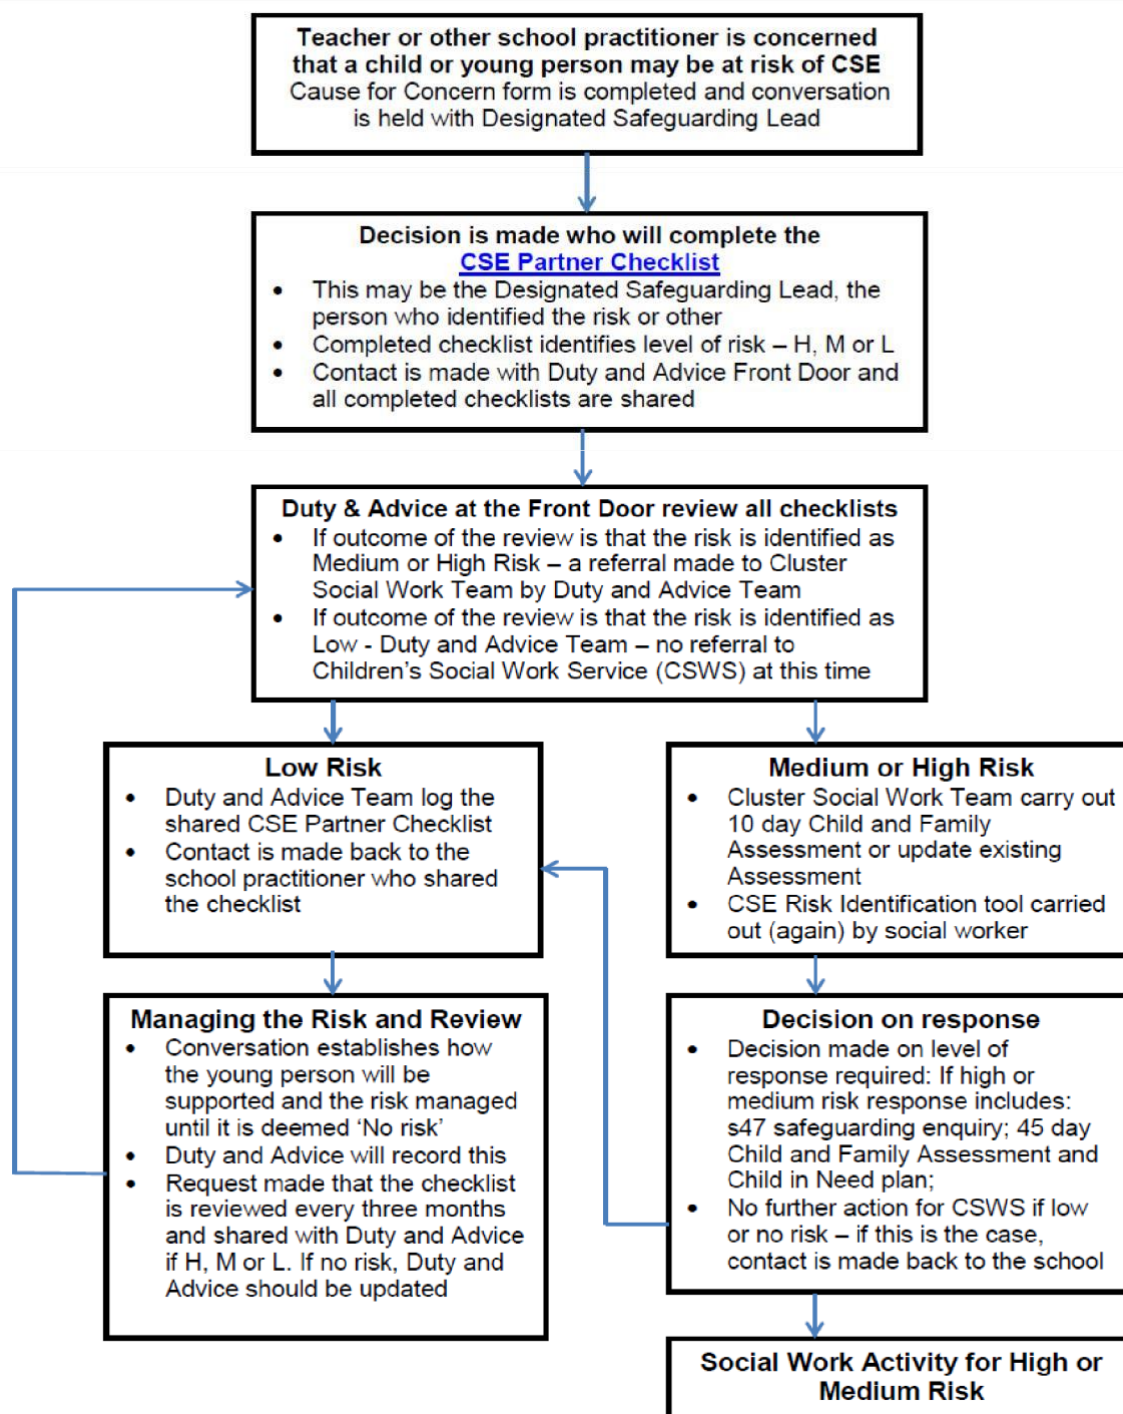 Teacher or other school practitioner is concerned
that a child or young person may be at risk of CSE
Cause for Concern form is completed and conversation
is held with Designated Safeguarding Lead
Decision is made who will complete the
CSE Partner Checklist
• This may be the Designated Safeguarding Lead, the
person who identified the risk or other
• Completed checklist identifies level of risk – H, M or L
• Contact is made with Duty and Advice Front Door and
all completed checklists are shared
Duty & Advice at the Front Door review all checklists
• If outcome of the review is that the risk is identified as
Medium or High Risk – a referral made to Cluster
Social Work Team by Duty and Advice Team
• If outcome of the review is that the risk is identified as
Low - Duty and Advice Team – no referral to
Children's Social Work Service (CSWS) at this time
Low Risk
• Duty and Advice Team log the
shared CSE Partner Checklist
• Contact is made back to the
school practitioner who shared
the checklist
Medium or High Risk
• Cluster Social Work Team carry out
10 day Child and Family
Assessment or update existing
Assessment
• CSE Risk Identification tool carried
out (again) by social worker
Managing the Risk and Review
• Conversation establishes how
the young person will be
supported and the risk managed
until it is deemed 'No risk'
• Duty and Advice will record this
• Request made that the checklist
is reviewed every three months
and shared with Duty and Advice
if H, M or L. If no risk, Duty and
Advice should be updated
Decision on response
• Decision made on level of
response required: If high or
medium risk response includes:
s47 safeguarding enquiry; 45 day
Child and Family Assessment and
Child in Need plan;
• No further action for CSWS if low
or no risk – if this is the case,
contact is made back to the school
Social Work Activity for High or
Medium Risk